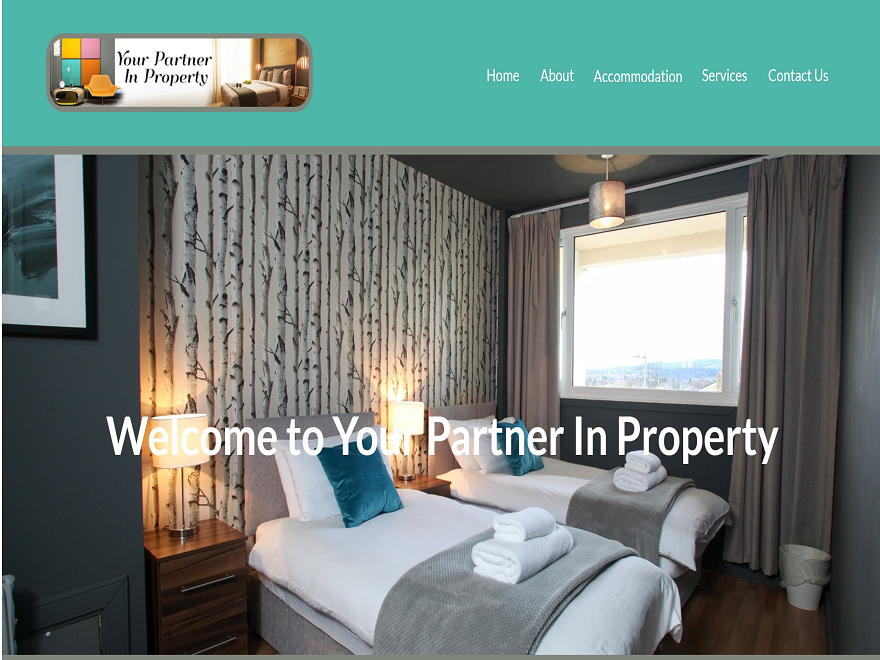 Your Partner
In Property
Home About Accommodation Services Contact Us
Welcome to Your Partner In Property